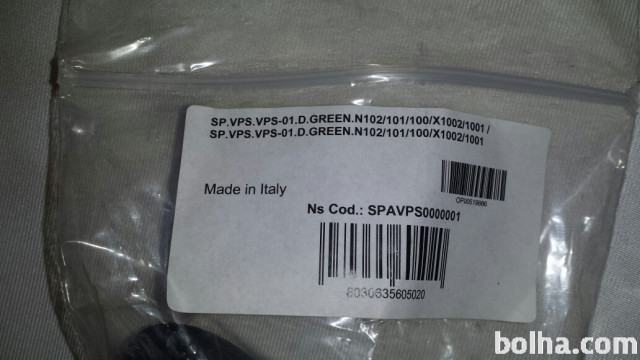 SP.VPS.VPS-01.D.GREEN.N102/101/100/X1002/1001 /
SP.VPS.VPS-01.D.GREEN.N102/101/100/X1002/1001
Made in Italy
OP00519886
Ns Cod.: SPAVPS0000001
8030635605020
bolha.com